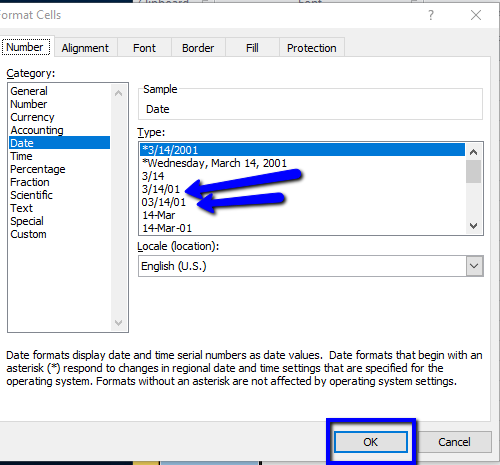 Format Cells
Number Alignment Font Border Fill Protection
Category:
General
Number
Currency
Accounting
Date
Time
Percentage
Fraction
Scientific
Text
Special
Custom
Sample
Date
Type:
*3/14/2001
*Wednesday, March 14, 2001
3/14
3/14/01
03/14/01
14-Mar
14-Mar-01
Locale (location):
English (U.S.)
Date formats display date and time serial numbers as date values. Date formats that begin with an
asterisk (*) respond to changes in regional date and time settings that are specified for the
operating system. Formats without an asterisk are not affected by operating system settings.
OK Cancel